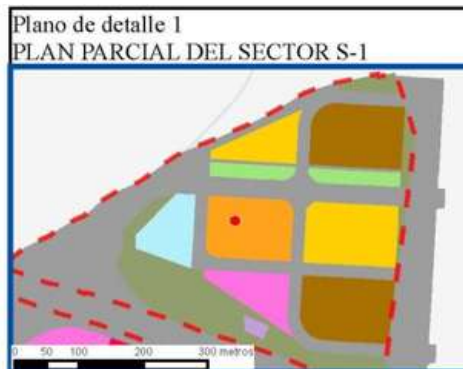 Plano de detalle 1
PLAN PARCIAL DEL SECTOR S-1
0 50 100 200 300 metros